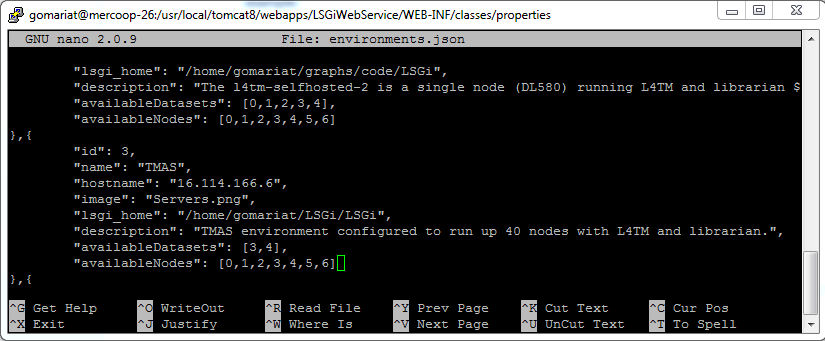 gomariat@mercoop-26:/usr/local/tomcat8/webapps/LSGiWebService/WEB-INF/classes/properties
GNU nano 2.0.9 File: environments.json
"lsgi_home": "/home/gomariat/graphs/code/LSGi",
"description": "The l4tm-selfhosted-2 is a single node (DL580) running L4TM and librarian $
"availableDatasets": [0,1,2,3,4],
"availableNodes": [0,1,2,3,4,5,6]
},{
"id": 3,
"name": "TMAS",
"hostname": "16.114.166.6",
"image": "Servers.png",
"lsgi_home": "/home/gomariat/LSGi/LSGi",
"description": "TMAS environment configured to run up 40 nodes with L4TM and librarian.",
"availableDatasets": [3,4],
"availableNodes": [0,1,2,3,4,5,6]
},{
^G Get Help ^O WriteOut ^R Read File ^Y Prev Page ^K Cut Text ^C Cur Pos
^X Exit ^J Justify ^W Where Is ^V Next Page ^U UnCut Text ^T To Spell